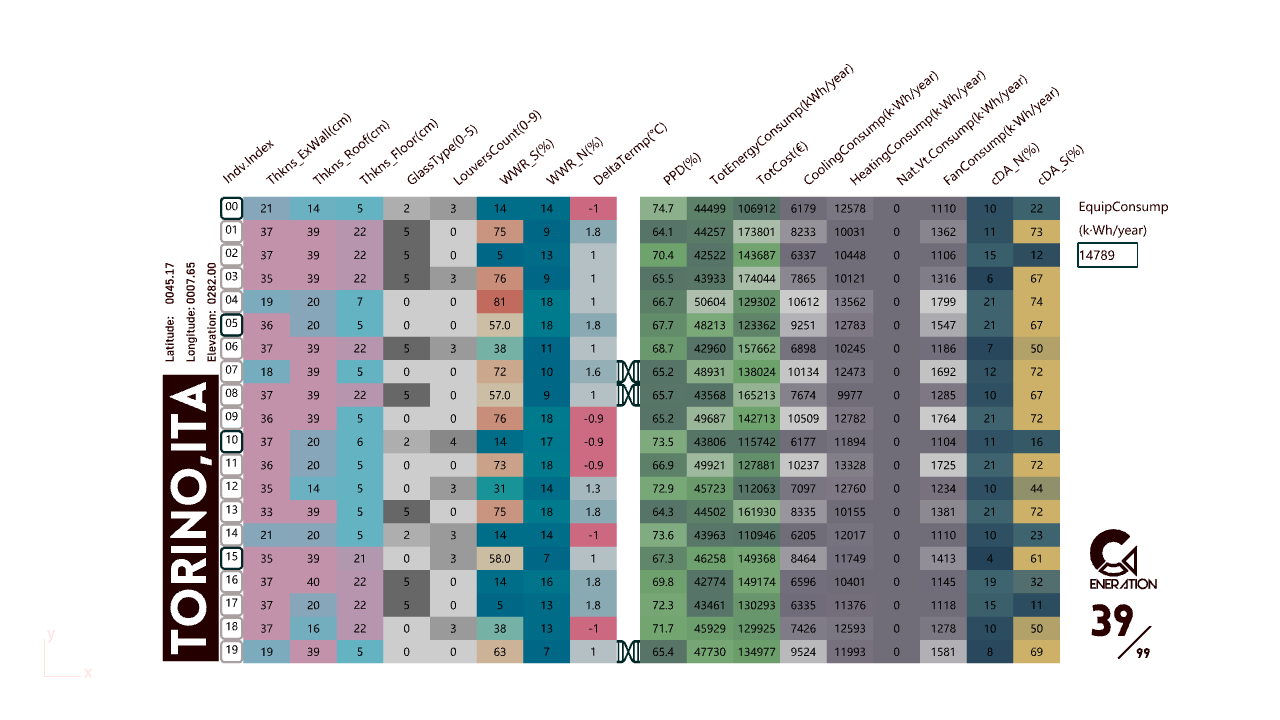 Indv.Index Thkns_ExWall(cm) Thkns_Roof(cm) Thkns_Floor(cm) GlassType(0-5) LouversCount(0-9) WWR_S(%) WWR_N(%) DeltaTermp(°C) PPD(%) TotEnergyConsump(kWh/year) TotCost(€) CoolingConsump(k·Wh/year) HeatingConsump(k·Wh/year) Nat.Vt.Consump(k·Wh/year) FanConsump(k·Wh/year) cDA_N(%) cDA_S(%)
00 21 14 5 2 3 14 14 -1 74.7 44499 106912 6179 12578 0 1110 10 22
01 37 39 22 5 0 75 9 1.8 64.1 44257 173801 8233 10031 0 1362 11 73
02 37 39 22 5 0 5 13 1 70.4 42522 143687 6337 10448 0 1106 15 12
03 35 39 22 5 3 76 9 1 65.5 43933 174044 7865 10121 0 1316 6 67
04 19 20 7 0 0 81 18 1 66.7 50604 129302 10612 13562 0 1799 21 74
05 36 20 5 0 0 57.0 18 1.8 67.7 48213 123362 9251 12783 0 1547 21 67
06 37 39 22 5 3 38 11 1 68.7 42960 157662 6898 10245 0 1186 7 50
07 18 39 5 0 0 72 10 1.6 65.2 48931 138024 10134 12473 0 1692 12 72
08 37 39 22 5 0 57.0 9 1 65.7 43568 165213 7674 9977 0 1285 10 67
09 36 39 5 0 0 76 18 -0.9 65.2 49687 142713 10509 12782 0 1764 21 72
10 37 20 6 2 4 14 17 -0.9 73.5 43806 115742 6177 11894 0 1104 11 16
11 36 20 5 0 0 73 18 -0.9 66.9 49921 127881 10237 13328 0 1725 21 72
12 35 14 5 0 3 31 14 1.3 72.9 45723 112063 7097 12760 0 1234 10 44
13 33 39 5 5 0 75 18 1.8 64.3 44502 161930 8335 10155 0 1381 21 72
14 21 20 5 2 3 14 14 -1 73.6 43963 110946 6205 12017 0 1110 10 23
15 35 39 21 0 3 58.0 7 1 67.3 46258 149368 8464 11749 0 1413 4 61
16 37 40 22 5 0 14 16 1.8 69.8 42774 149174 6596 10401 0 1145 19 32
17 37 20 22 5 0 5 13 1.8 72.3 43461 130293 6335 11376 0 1118 15 11
18 37 16 22 0 3 38 13 -1 71.7 45929 129925 7426 12593 0 1278 10 50
19 19 39 5 0 0 63 7 1 65.4 47730 134977 9524 11993 0 1581 8 69
Latitude: 0045.17
Longitude: 0007.65
Elevation: 0282.00
TORINO,ITA
EquipConsump
(k·Wh/year)
14789
ENERATION
39/99
y
x